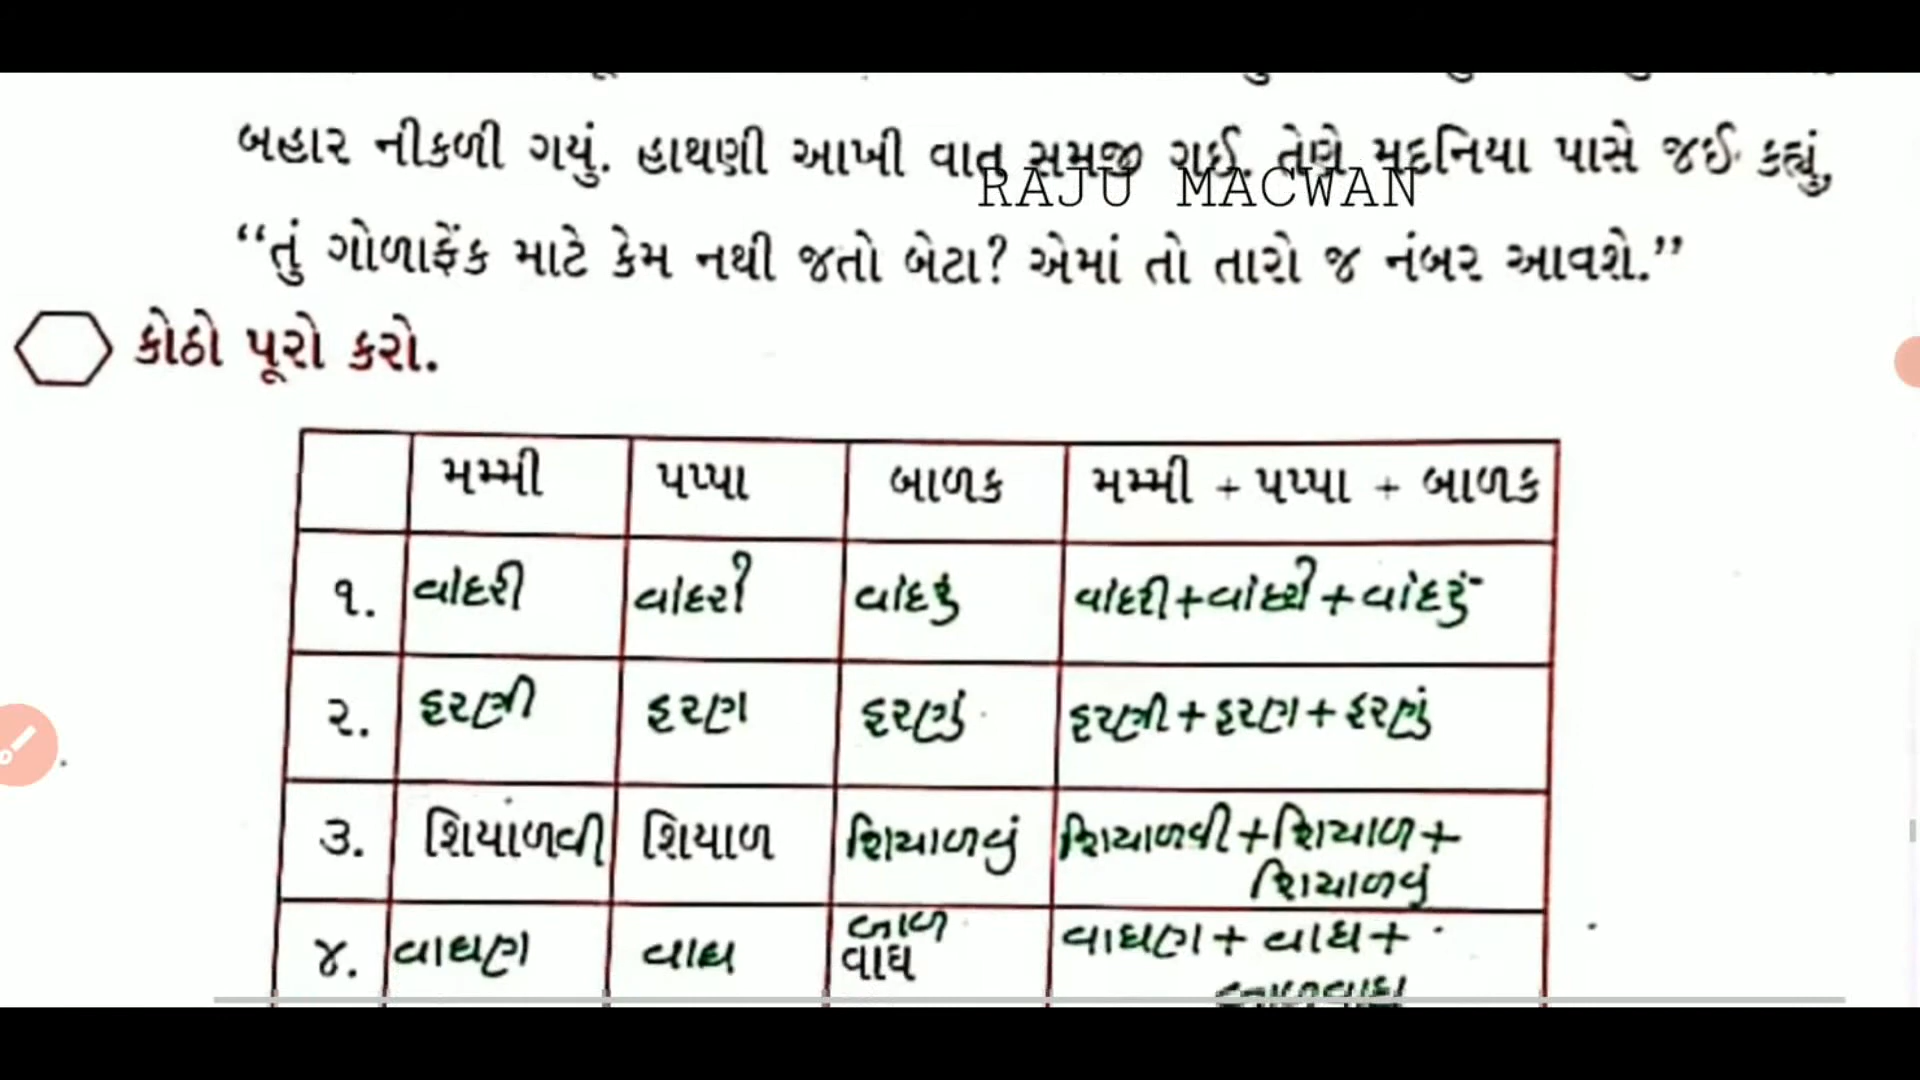 બહાર નીકળી ગયું. હાથણી આખી વાત સમજી ગઈ. તેણે મદનિયા પાસે જઈ કહ્યું,
RAJU MACWAN
“તું ગોળાફેંક માટે કેમ નથી જતો બેટા? એમાં તો તારો જ નંબર આવશે.”
કોઠો પૂરો કરો.
મમ્મી પપ્પા બાળક મમ્મી + પપ્પા + બાળક
૧. વાંદરી વાંદરો વાંદરું વાંદરી+વાંદરો+વાંદરું
૨. હરણી હરણ હરણું હરણી+હરણ+હરણું
૩. શિયાળવી શિયાળ શિયાળવું શિયાળવી+શિયાળ+
શિયાળવું
૪. વાઘણ વાઘ બાળ વાઘ વાઘણ + વાઘ +